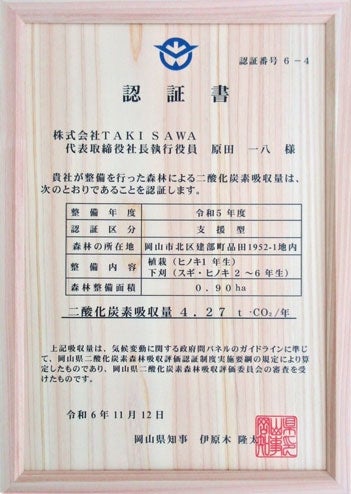 認証番号 6－4
認証書
株式会社TAKISAWA
代表取締役社長執行役員 原田 一八 様
貴社が整備を行った森林による二酸化炭素吸収量は、
次のとおりであることを認証します。
整備年度 令和5年度
認証区分 支援型
森林の所在地 岡山市北区建部町品田1952-1地内
整備内容 植栽（ヒノキ1年生）
下刈（スギ・ヒノキ 2～6年生）
森林整備面積 0.90ha
二酸化炭素吸収量 4.27 t-CO₂/年
上記吸収量は、気候変動に関する政府間パネルのガイドラインに準じ
て、岡山県二酸化炭素森林吸収評価認証制度実施要綱の規定により算
定したものであり、岡山県二酸化炭素森林吸収評価委員会の審査を受
けたものです。
令和6年11月12日
岡山県知事 伊原木 隆太